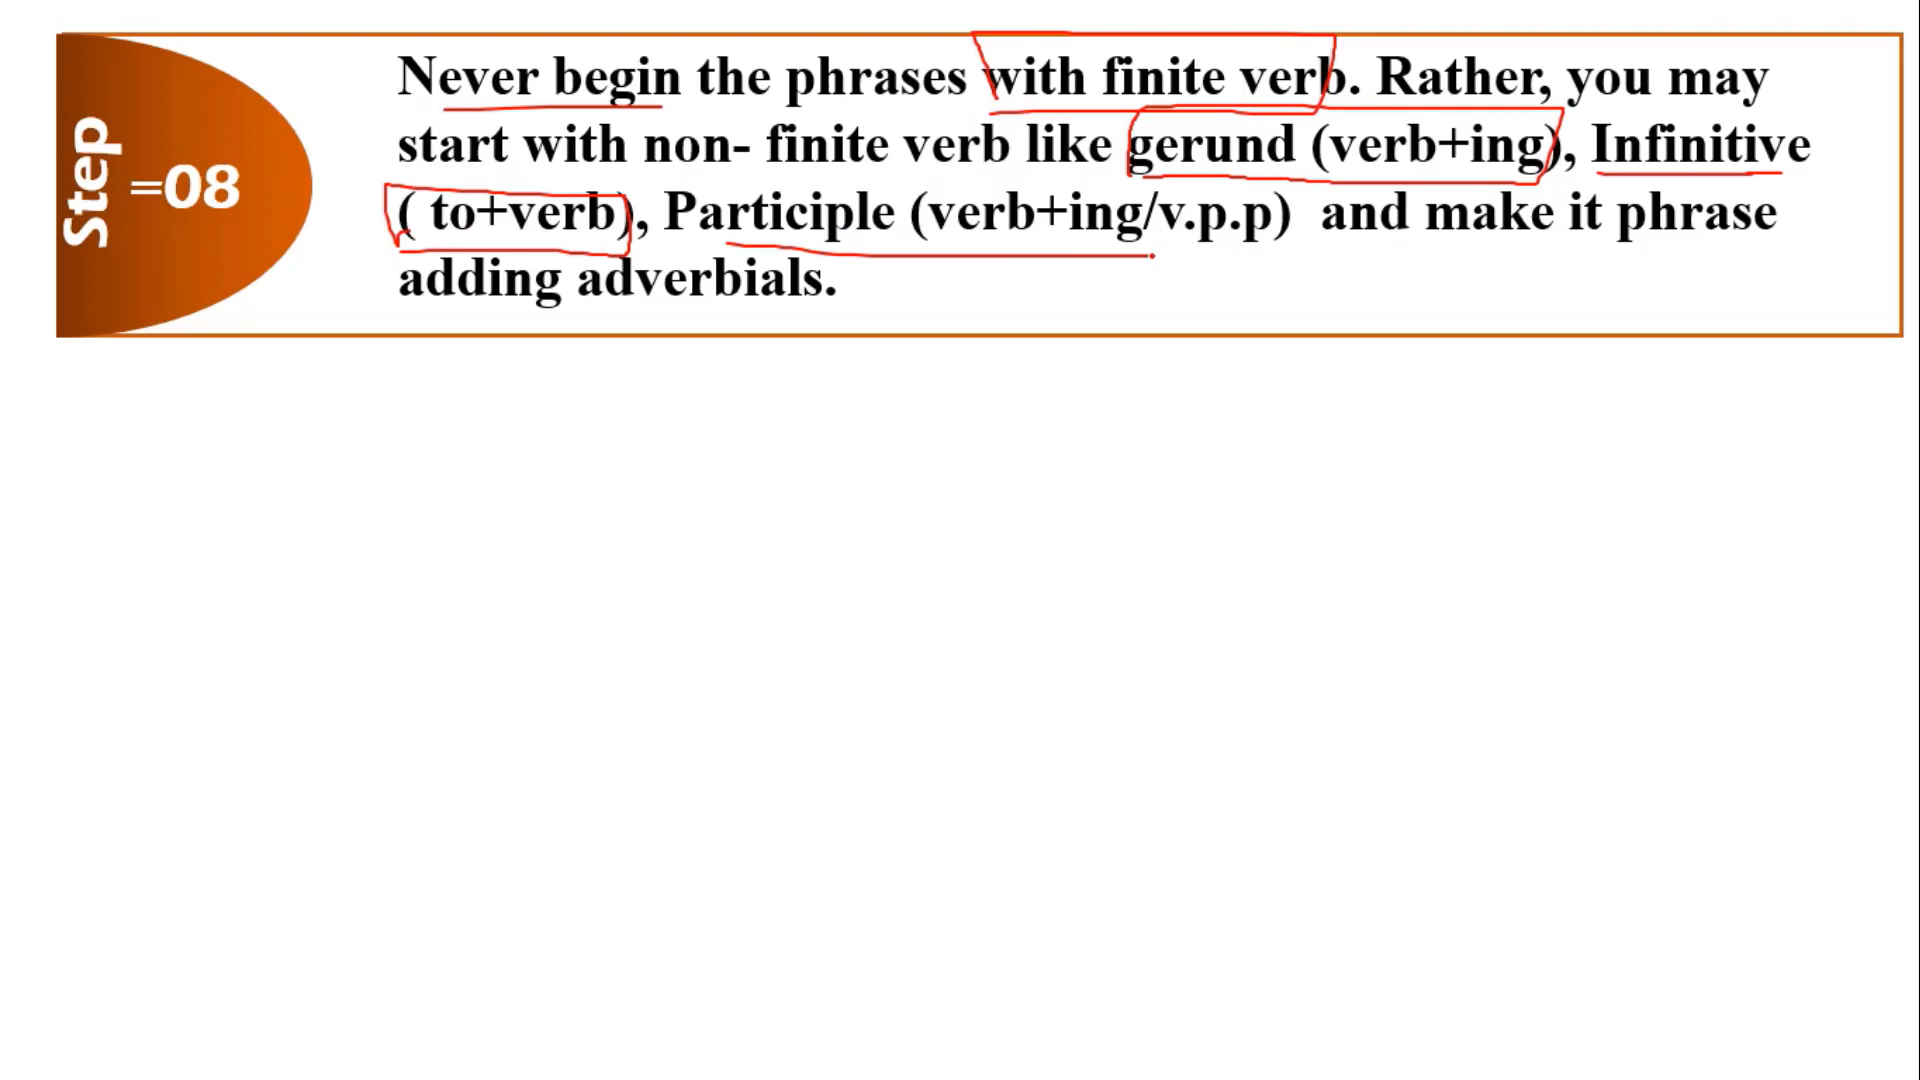 Step
=08
Never begin the phrases with finite verb. Rather, you may
start with non- finite verb like gerund (verb+ing), Infinitive
( to+verb), Participle (verb+ing/v.p.p) and make it phrase
adding adverbials.